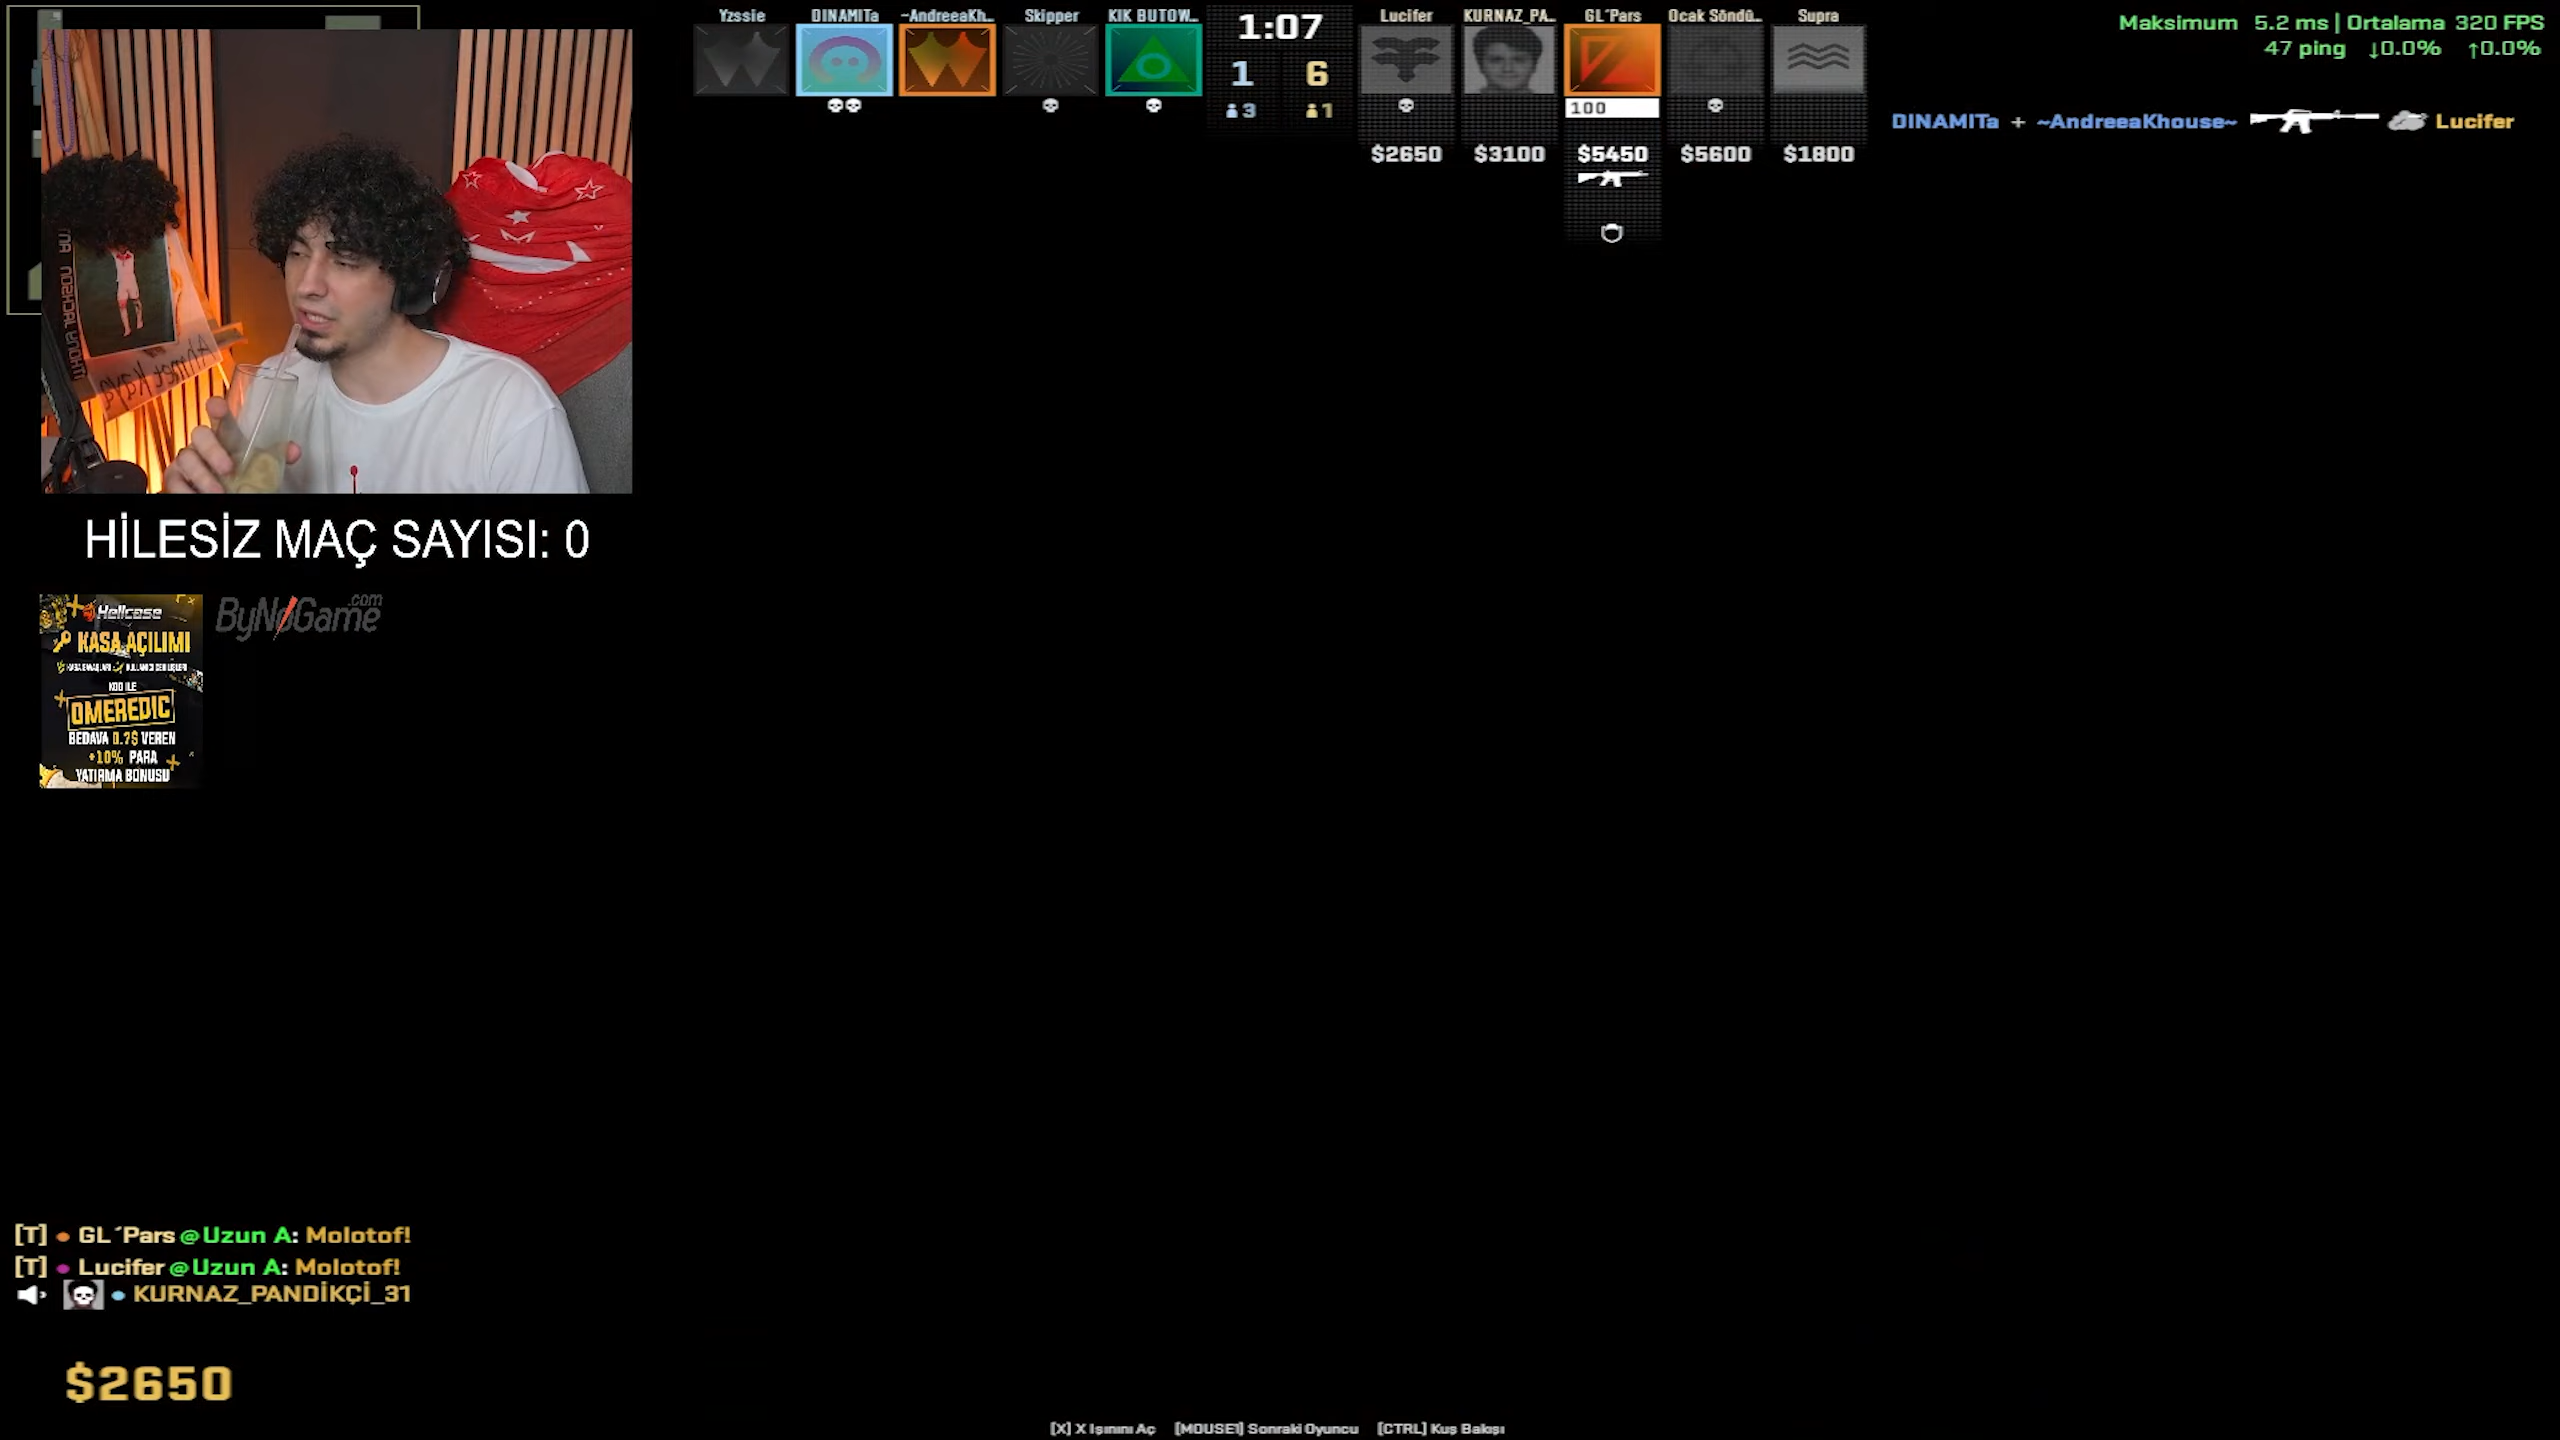 Yzssie
DINAMITa
~AndreeaKh...
Skipper
KIK BUTOW...
1:07
1
6
3
1
Lucifer
KURNAZ_PA...
GL´Pars
Ocak Söndü...
Supra
100
$2650
$3100
$5450
$5600
$1800
Maksimum 5.2 ms | Ortalama 320 FPS
47 ping ↓0.0% ↑0.0%
DINAMITa + ~AndreeaKhouse~ Lucifer
Ahmet Kaya
HİLESİZ MAÇ SAYISI: 0
Hellcase
KASA AÇILIMI
KOD İLE
OMEREDIC
BEDAVA 0.7$ VEREN
+10% PARA
YATIRMA BONUSU
ByNoGame.com
[T] GL´Pars@Uzun A: Molotof!
[T] Lucifer@Uzun A: Molotof!
KURNAZ_PANDİKÇİ_31
$2650
[X] X Işınını Aç [MOUSE1] Sonraki Oyuncu [CTRL] Kuş Bakışı